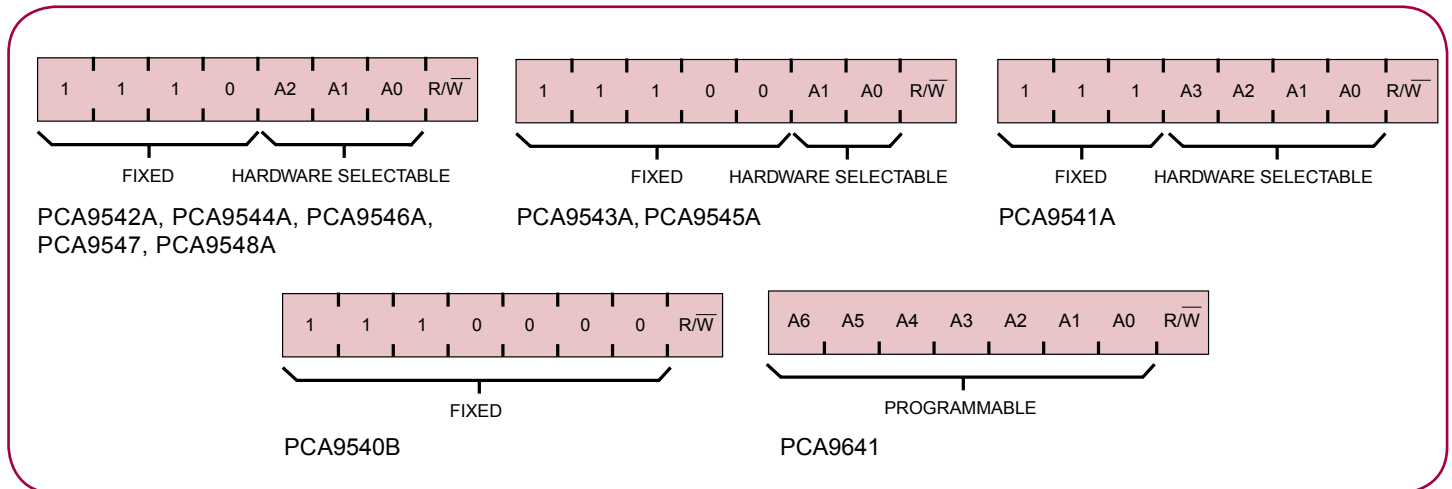 1 1 1 0 A2 A1 A0 R/W̅
FIXED HARDWARE SELECTABLE
PCA9542A, PCA9544A, PCA9546A,
PCA9547, PCA9548A
1 1 1 0 0 A1 A0 R/W̅
FIXED HARDWARE SELECTABLE
PCA9543A, PCA9545A
1 1 1 A3 A2 A1 A0 R/W̅
FIXED HARDWARE SELECTABLE
PCA9541A
1 1 1 0 0 0 0 R/W̅
FIXED
PCA9540B
A6 A5 A4 A3 A2 A1 A0 R/W̅
PROGRAMMABLE
PCA9641